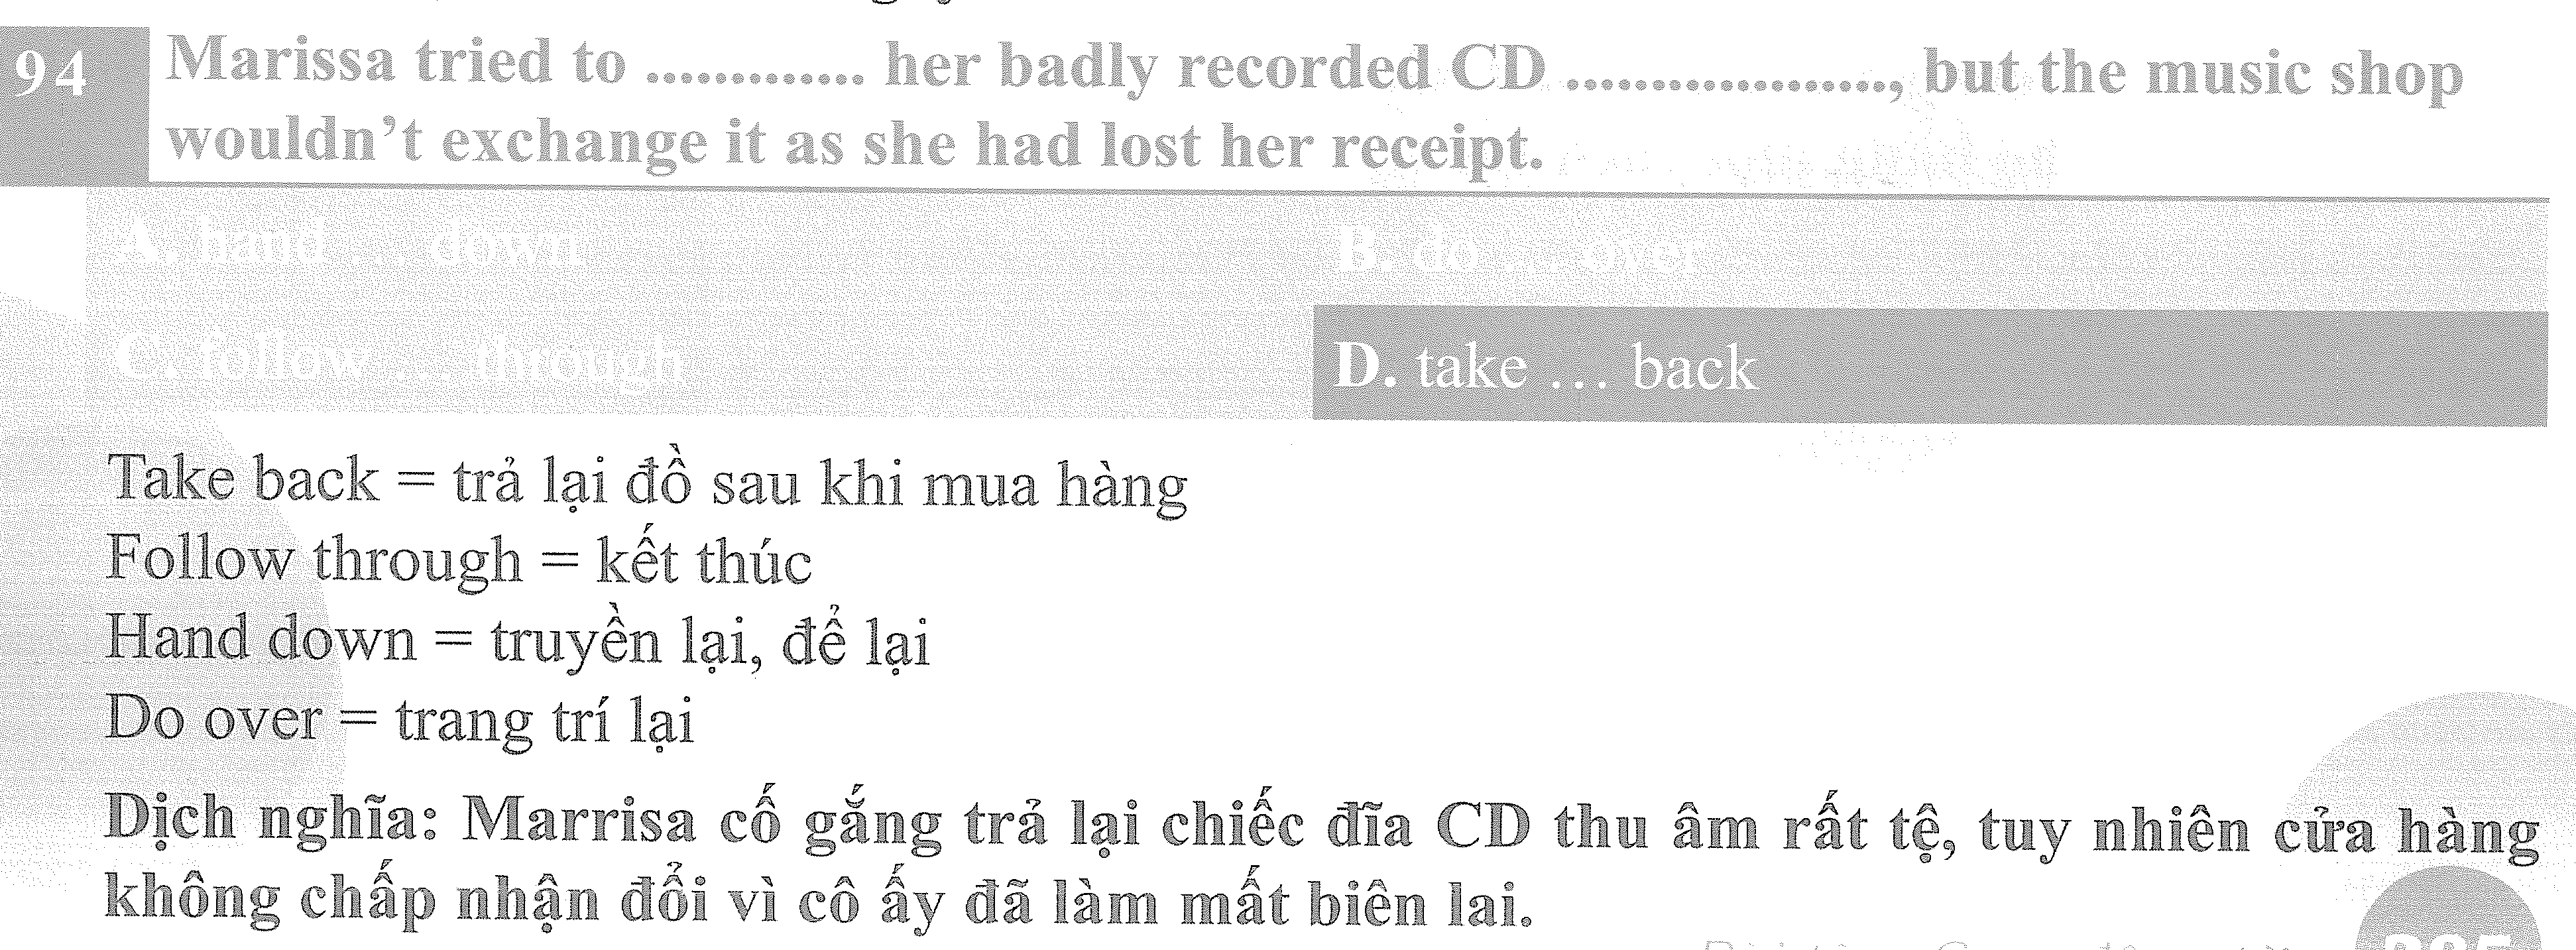 94 Marissa tried to ............. her badly recorded CD ..................., but the music shop
wouldn't exchange it as she had lost her receipt.
A. hand ... down
B. do ... over
C. follow ... through
D. take ... back
Take back = trả lại đồ sau khi mua hàng
Follow through = kết thúc
Hand down = truyền lại, để lại
Do over = trang trí lại
Dịch nghĩa: Marrisa cố gắng trả lại chiếc đĩa CD thu âm rất tệ, tuy nhiên cửa hàng
không chấp nhận đổi vì cô ấy đã làm mất biên lai.